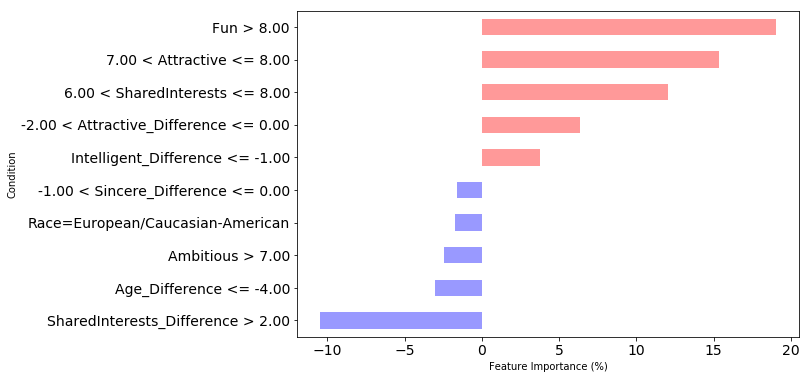 Fun > 8.00
7.00 < Attractive <= 8.00
6.00 < SharedInterests <= 8.00
-2.00 < Attractive_Difference <= 0.00
Intelligent_Difference <= -1.00
-1.00 < Sincere_Difference <= 0.00
Race=European/Caucasian-American
Ambitious > 7.00
Age_Difference <= -4.00
SharedInterests_Difference > 2.00
Condition
−10 −5 0 5 10 15 20
Feature Importance (%)